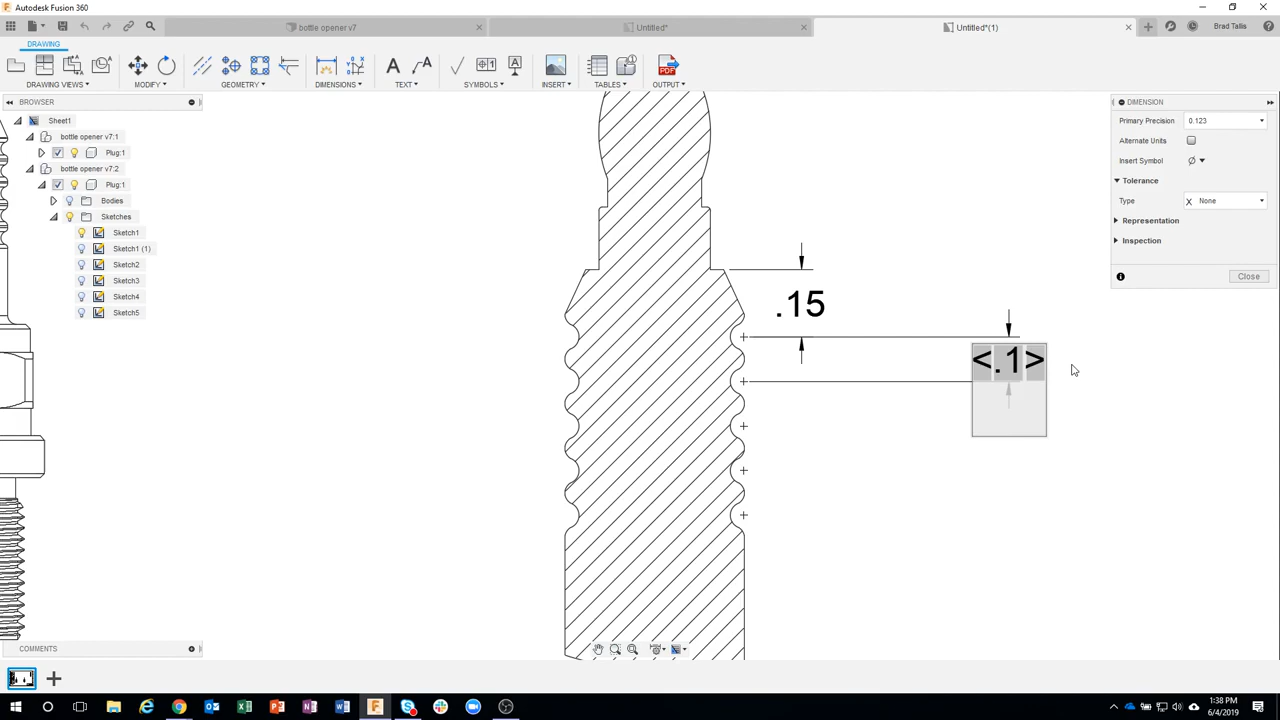 Autodesk Fusion 360
bottle opener v7
Untitled*
Untitled*(1)
Brad Tallis
DRAWING
DRAWING VIEWS
MODIFY
GEOMETRY
DIMENSIONS
TEXT
SYMBOLS
INSERT
TABLES
OUTPUT
PDF
BROWSER
Sheet1
bottle opener v7:1
Plug:1
bottle opener v7:2
Plug:1
Bodies
Sketches
Sketch1
Sketch1 (1)
Sketch2
Sketch3
Sketch4
Sketch5
.15
<.1>
DIMENSION
Primary Precision 0.123
Alternate Units
Insert Symbol Ø
Tolerance
Type X None
Representation
Inspection
Close
COMMENTS
1:38 PM
6/4/2019